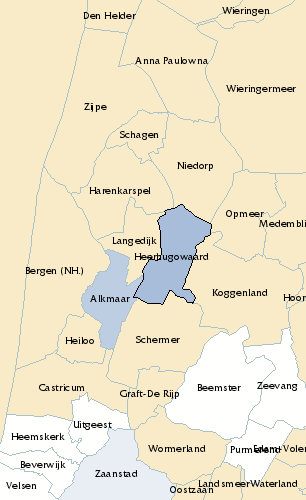 Wieringen
Den Helder
Anna Paulowna
Wieringermeer
Zijpe
Schagen
Niedorp
Harenkarspel
Opmeer
Medembli
Langedijk
Heerhugowaard
Bergen (NH.)
Koggenland
Alkmaar
Hoor
Heiloo
Schermer
Castricum
Graft-De Rijp
Beemster
Zeevang
Uitgeest
Heemskerk
Wormerland
Purmerend
Edam-Volen
Beverwijk
Zaanstad
Velsen
Landsmeer
Waterland
Oostzaan